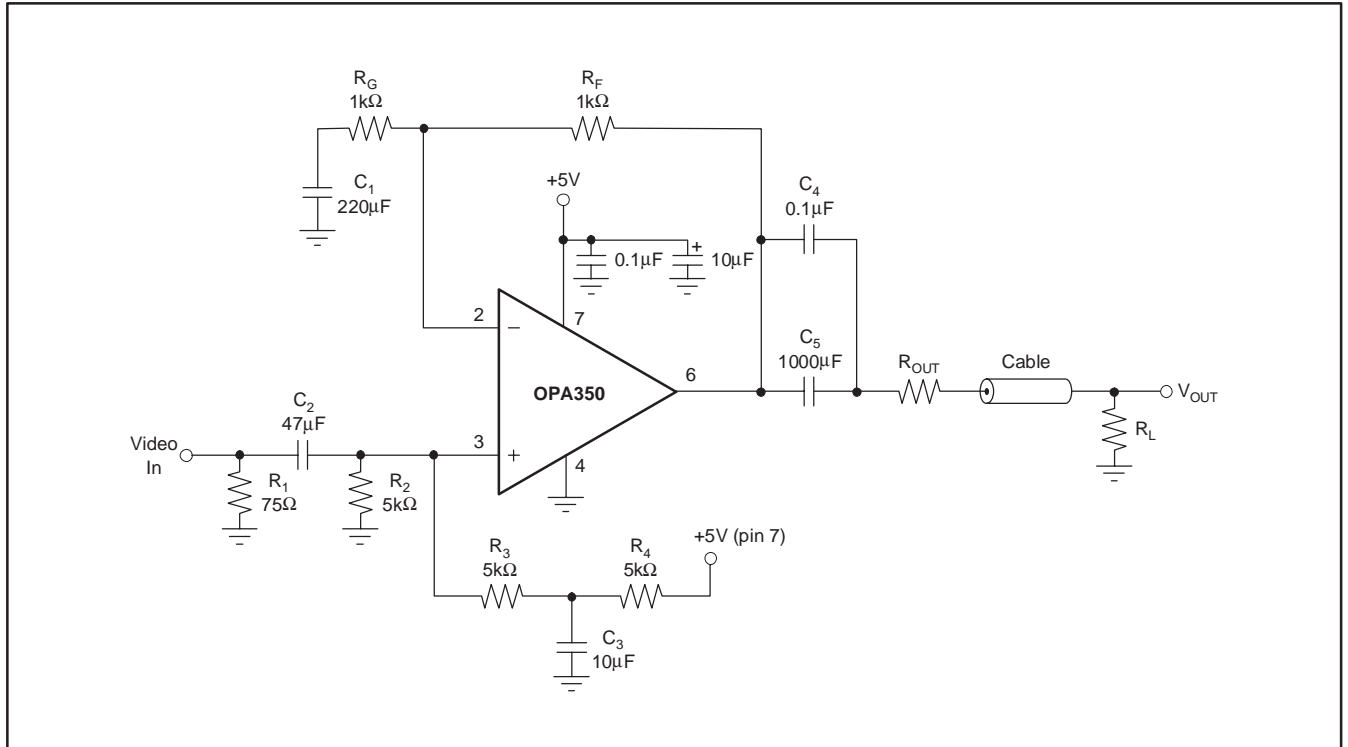 R_G
1kΩ
R_F
1kΩ
C_1
220μF
+5V
C_4
0.1μF
0.1μF
+
10μF
2
−
7
C_5
1000μF
R_OUT
Cable
V_OUT
6
OPA350
R_L
C_2
47μF
Video
In
3
+
4
R_1
75Ω
R_2
5kΩ
+5V (pin 7)
R_3
5kΩ
R_4
5kΩ
C_3
10μF